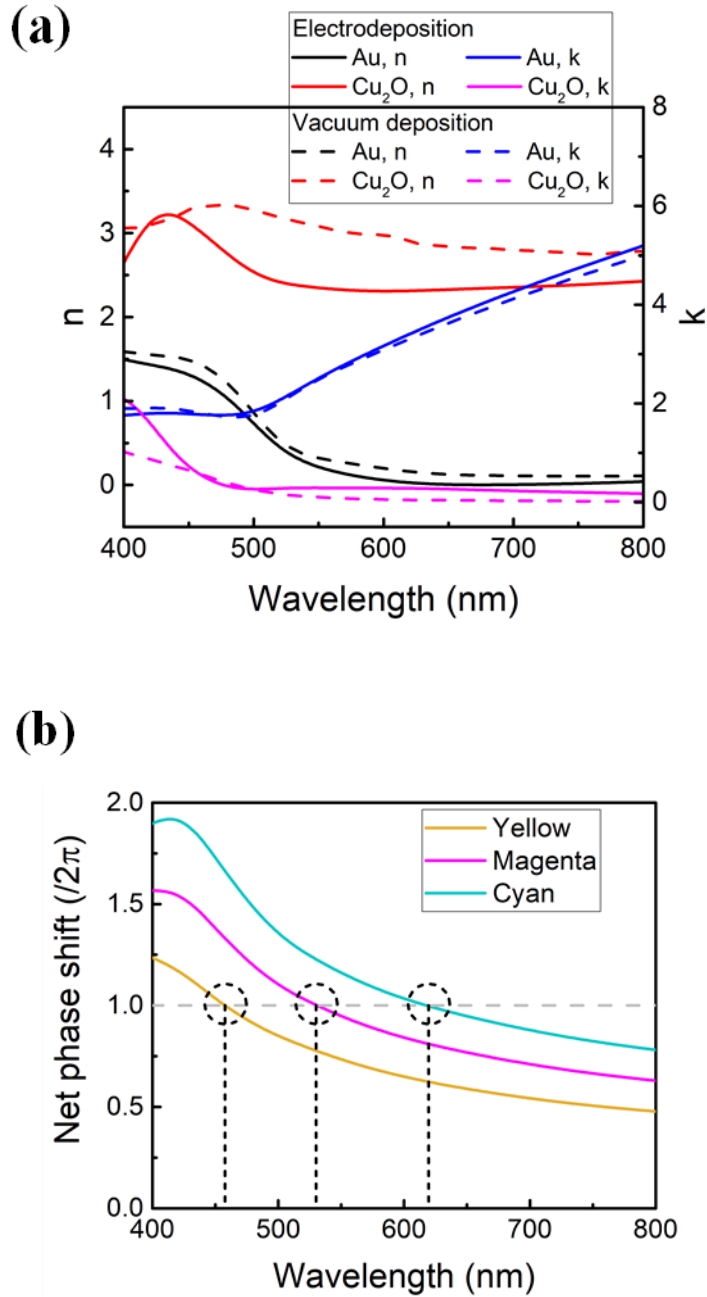 (a)
Electrodeposition
Au, n Au, k
Cu₂O, n Cu₂O, k
Vacuum deposition
Au, n Au, k
Cu₂O, n Cu₂O, k
4
3
2
1
0
n
8
6
4
2
0
k
400 500 600 700 800
Wavelength (nm)
(b)
Yellow
Magenta
Cyan
2.0
1.5
1.0
0.5
0.0
Net phase shift (/2π)
400 500 600 700 800
Wavelength (nm)